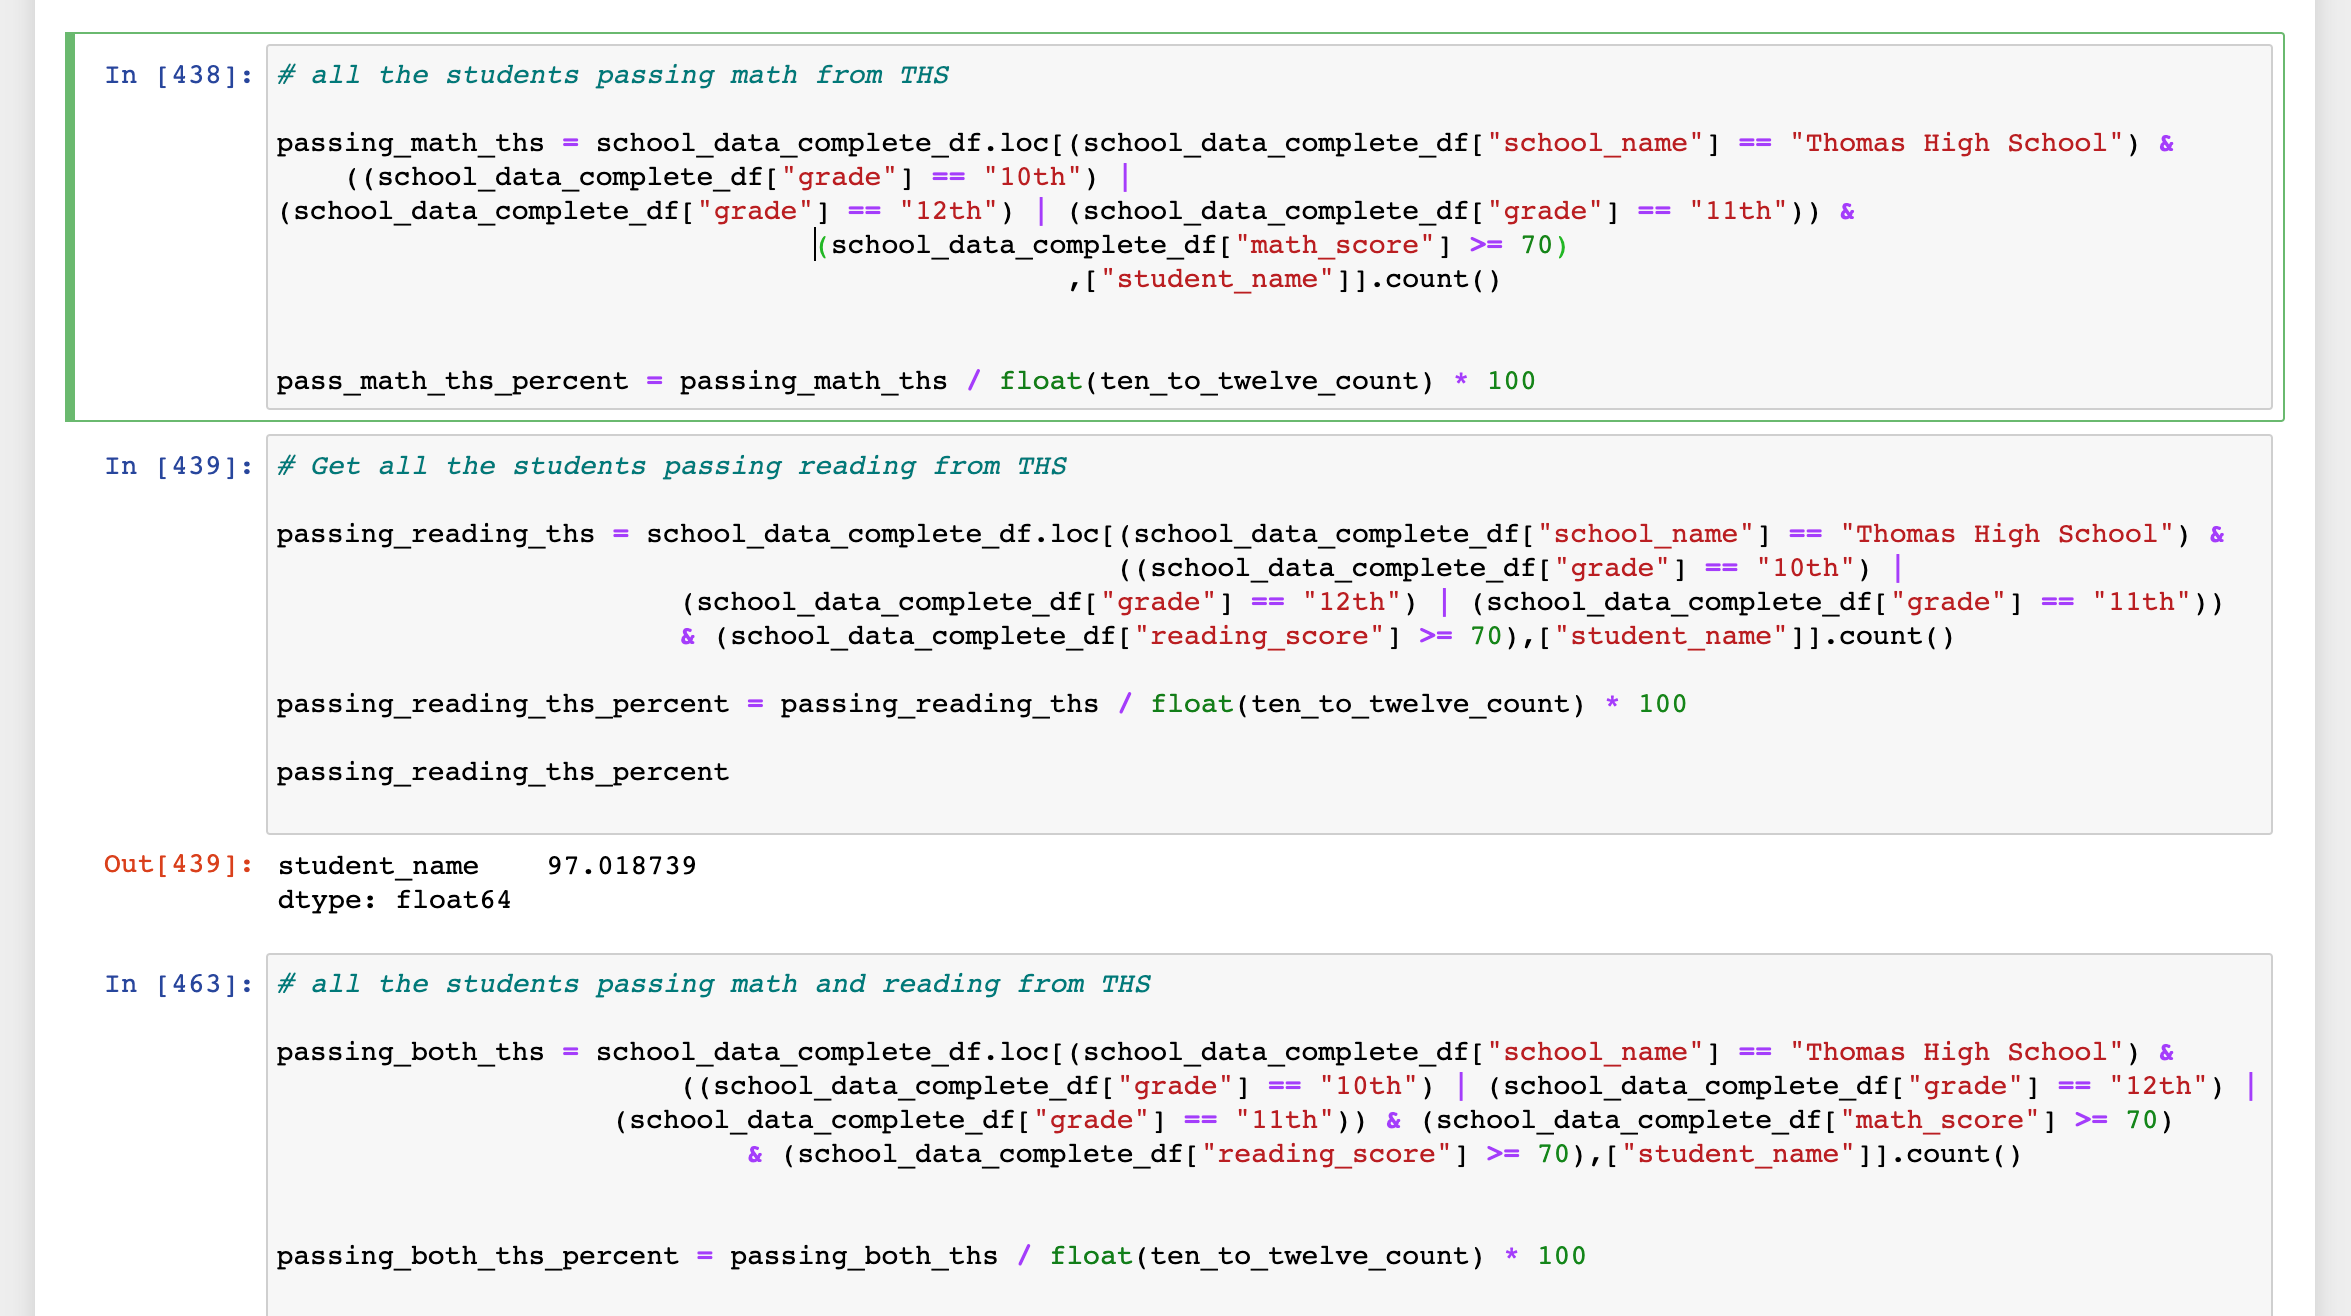 In [438]: # all the students passing math from THS
passing_math_ths = school_data_complete_df.loc[(school_data_complete_df["school_name"] == "Thomas High School") &
((school_data_complete_df["grade"] == "10th") |
(school_data_complete_df["grade"] == "12th") | (school_data_complete_df["grade"] == "11th")) &
(school_data_complete_df["math_score"] >= 70)
,["student_name"]].count()
pass_math_ths_percent = passing_math_ths / float(ten_to_twelve_count) * 100
In [439]: # Get all the students passing reading from THS
passing_reading_ths = school_data_complete_df.loc[(school_data_complete_df["school_name"] == "Thomas High School") &
((school_data_complete_df["grade"] == "10th") |
(school_data_complete_df["grade"] == "12th") | (school_data_complete_df["grade"] == "11th"))
& (school_data_complete_df["reading_score"] >= 70),["student_name"]].count()
passing_reading_ths_percent = passing_reading_ths / float(ten_to_twelve_count) * 100
passing_reading_ths_percent
Out[439]: student_name    97.018739
dtype: float64
In [463]: # all the students passing math and reading from THS
passing_both_ths = school_data_complete_df.loc[(school_data_complete_df["school_name"] == "Thomas High School") &
((school_data_complete_df["grade"] == "10th") | (school_data_complete_df["grade"] == "12th") |
(school_data_complete_df["grade"] == "11th")) & (school_data_complete_df["math_score"] >= 70)
& (school_data_complete_df["reading_score"] >= 70),["student_name"]].count()
passing_both_ths_percent = passing_both_ths / float(ten_to_twelve_count) * 100